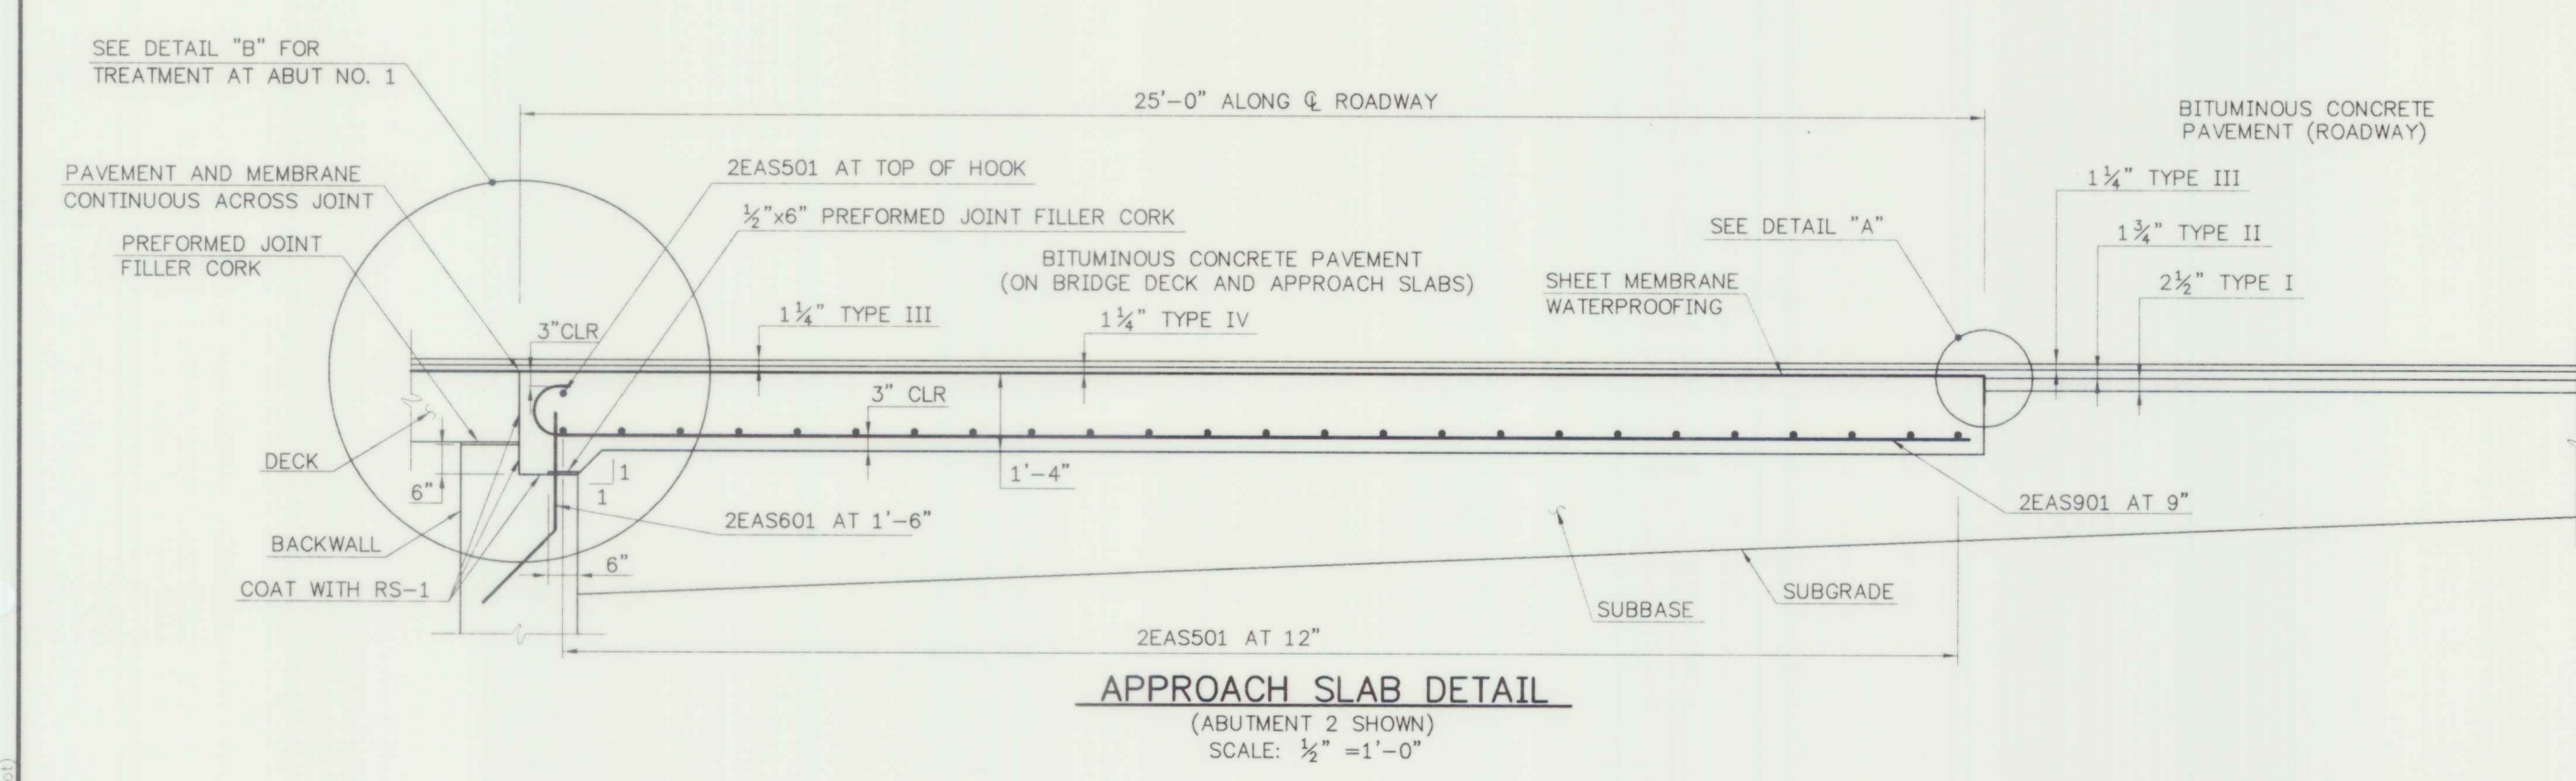 SEE DETAIL "B" FOR
TREATMENT AT ABUT NO. 1
25'-0" ALONG ℄ ROADWAY
BITUMINOUS CONCRETE
PAVEMENT (ROADWAY)
PAVEMENT AND MEMBRANE
CONTINUOUS ACROSS JOINT
2EAS501 AT TOP OF HOOK
½"x6" PREFORMED JOINT FILLER CORK
PREFORMED JOINT
FILLER CORK
BITUMINOUS CONCRETE PAVEMENT
(ON BRIDGE DECK AND APPROACH SLABS)
SEE DETAIL "A"
SHEET MEMBRANE
WATERPROOFING
1¼" TYPE III
1¾" TYPE II
2½" TYPE I
3"CLR
1¼" TYPE III
1¼" TYPE IV
3" CLR
DECK
6"
1
1
1'-4"
2EAS901 AT 9"
2EAS601 AT 1'-6"
BACKWALL
6"
COAT WITH RS-1
SUBBASE
SUBGRADE
2EAS501 AT 12"
APPROACH SLAB DETAIL
(ABUTMENT 2 SHOWN)
SCALE: ½" =1'-0"